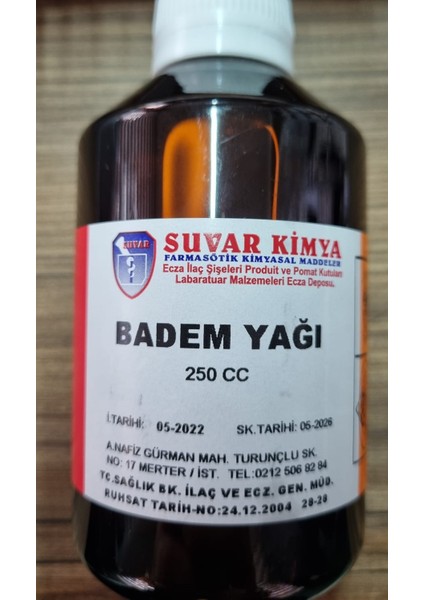 SUVAR
SUVAR KİMYA
FARMASÖTİK KİMYASAL MADDELER
Ecza İlaç Şişeleri Produit ve Pomat Kutuları
Labaratuar Malzemeleri Ecza Deposu.
BADEM YAĞI
250 CC
İ.TARİHİ: 05-2022 SK.TARİHİ: 05-2026
A.NAFİZ GÜRMAN MAH. TURUNÇLU SK.
NO: 17 MERTER / İST. TEL:0212 506 82 94
TC.SAĞLIK BK. İLAÇ VE ECZ. GEN. MÜD.
RUHSAT TARİH-NO:24.12.2004 28-28